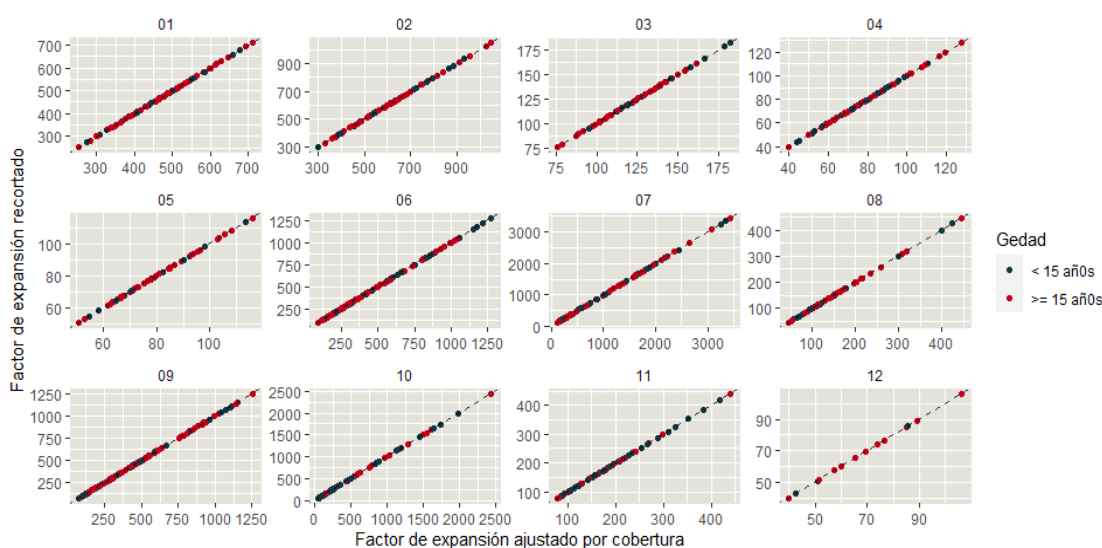 01 02 03 04
700 600 500 400 300
900 700 500 300
175 150 125 100 75
120 100 80 60 40
300 400 500 600 700
300 500 700 900
75 100 125 150 175
40 60 80 100 120
05 06 07 08
100 80 60
1250 1000 750 500 250
3000 2000 1000 0
400 300 200 100
60 80 100
250 500 750 1000 1250
0 1000 2000 3000
100 200 300 400
09 10 11 12
1250 1000 750 500 250
2500 2000 1500 1000 500 0
400 300 200 100
90 70 50
250 500 750 1000 1250
0 500 1000 1500 2000 2500
100 200 300 400
50 70 90
Factor de expansión recortado
Factor de expansión ajustado por cobertura
Gedad
< 15 añ0s
>= 15 añ0s